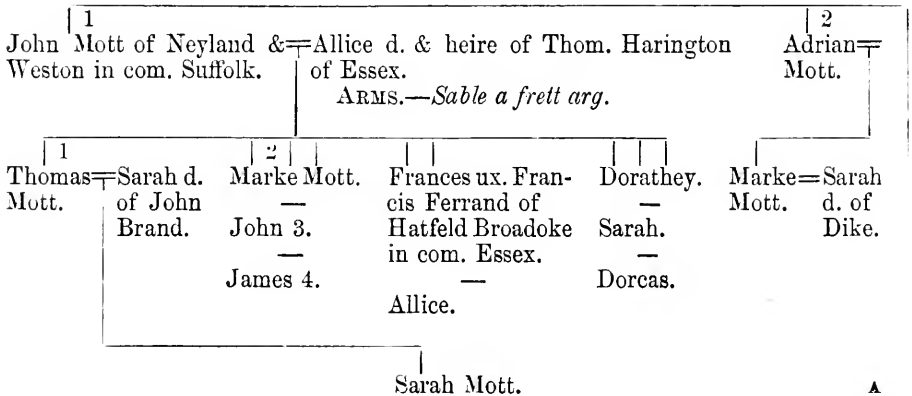 1 2
John Mott of Neyland &=Allice d. & heire of Thom. Harington Adrian=
Weston in com. Suffolk. of Essex. Mott.
ARMS.—Sable a frett arg.
1 2
Thomas=Sarah d. Marke Mott. Frances ux. Fran- Dorathey. Marke=Sarah
Mott. of John — cis Ferrand of — Mott. d. of
Brand. John 3. Hatfeld Broadoke Sarah. Dike.
— in com. Essex. —
James 4. — Dorcas.
Allice.
Sarah Mott. A